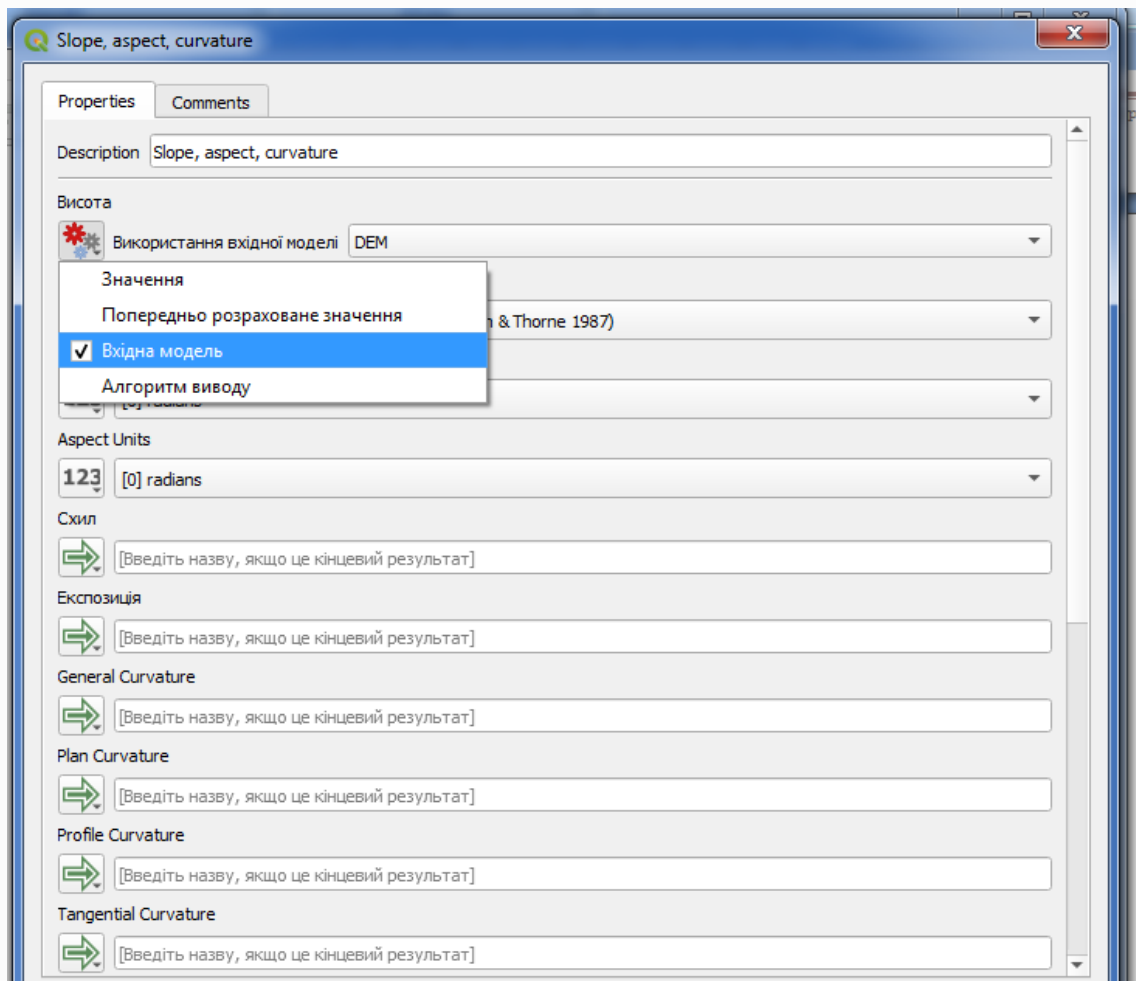 Slope, aspect, curvature
Properties
Comments
Description Slope, aspect, curvature
Висота
Використання вхідної моделі DEM
Значення
Попередньо розраховане значення
& Thorne 1987)
Вхідна модель
Алгоритм виводу
Aspect Units
123 [0] radians
Схил
[Введіть назву, якщо це кінцевий результат]
Експозиція
[Введіть назву, якщо це кінцевий результат]
General Curvature
[Введіть назву, якщо це кінцевий результат]
Plan Curvature
[Введіть назву, якщо це кінцевий результат]
Profile Curvature
[Введіть назву, якщо це кінцевий результат]
Tangential Curvature
[Введіть назву, якщо це кінцевий результат]